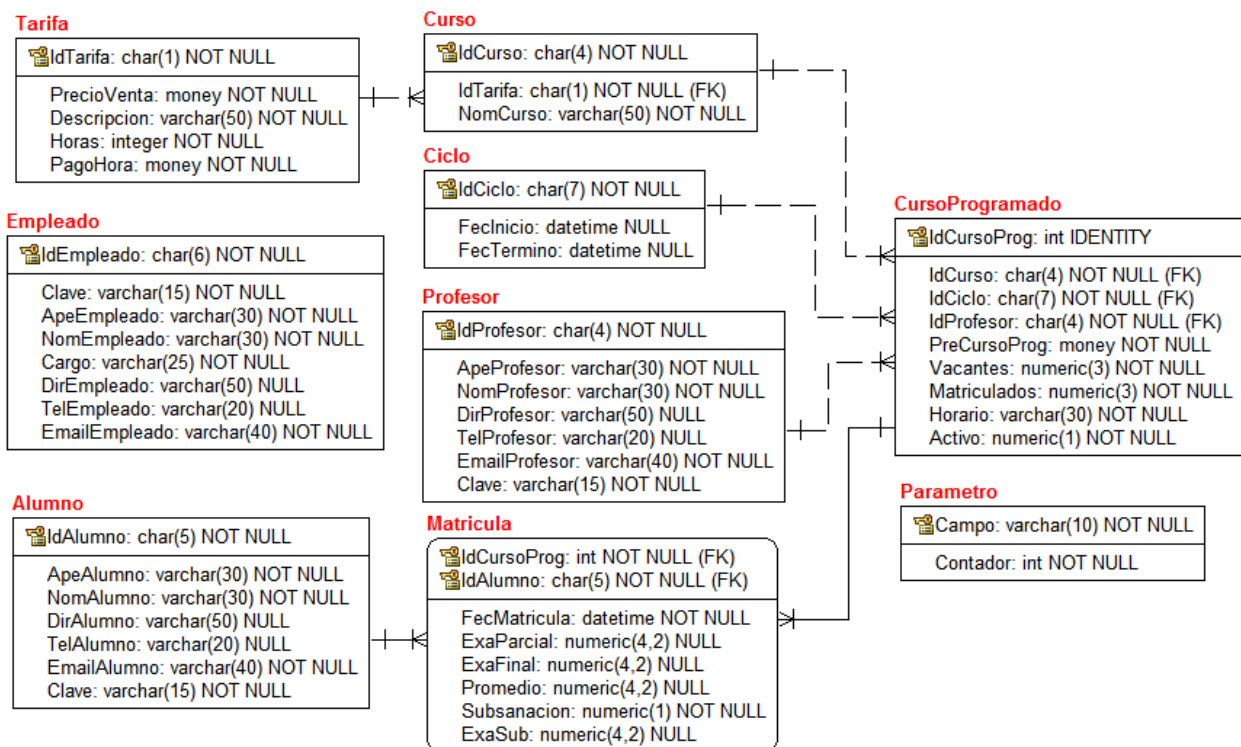 Tarifa
IdTarifa: char(1) NOT NULL
PrecioVenta: money NOT NULL
Descripcion: varchar(50) NOT NULL
Horas: integer NOT NULL
PagoHora: money NOT NULL
Curso
IdCurso: char(4) NOT NULL
IdTarifa: char(1) NOT NULL (FK)
NomCurso: varchar(50) NOT NULL
Ciclo
IdCiclo: char(7) NOT NULL
FecInicio: datetime NULL
FecTermino: datetime NULL
Empleado
IdEmpleado: char(6) NOT NULL
Clave: varchar(15) NOT NULL
ApeEmpleado: varchar(30) NOT NULL
NomEmpleado: varchar(30) NOT NULL
Cargo: varchar(25) NOT NULL
DirEmpleado: varchar(50) NULL
TelEmpleado: varchar(20) NULL
EmailEmpleado: varchar(40) NOT NULL
Profesor
IdProfesor: char(4) NOT NULL
ApeProfesor: varchar(30) NOT NULL
NomProfesor: varchar(30) NOT NULL
DirProfesor: varchar(50) NULL
TelProfesor: varchar(20) NULL
EmailProfesor: varchar(40) NOT NULL
Clave: varchar(15) NOT NULL
CursoProgramado
IdCursoProg: int IDENTITY
IdCurso: char(4) NOT NULL (FK)
IdCiclo: char(7) NOT NULL (FK)
IdProfesor: char(4) NOT NULL (FK)
PreCursoProg: money NOT NULL
Vacantes: numeric(3) NOT NULL
Matriculados: numeric(3) NOT NULL
Horario: varchar(30) NOT NULL
Activo: numeric(1) NOT NULL
Alumno
IdAlumno: char(5) NOT NULL
ApeAlumno: varchar(30) NOT NULL
NomAlumno: varchar(30) NOT NULL
DirAlumno: varchar(50) NULL
TelAlumno: varchar(20) NULL
EmailAlumno: varchar(40) NOT NULL
Clave: varchar(15) NOT NULL
Matricula
IdCursoProg: int NOT NULL (FK)
IdAlumno: char(5) NOT NULL (FK)
FecMatricula: datetime NOT NULL
ExaParcial: numeric(4,2) NULL
ExaFinal: numeric(4,2) NULL
Promedio: numeric(4,2) NULL
Subsanacion: numeric(1) NOT NULL
ExaSub: numeric(4,2) NULL
Parametro
Campo: varchar(10) NOT NULL
Contador: int NOT NULL